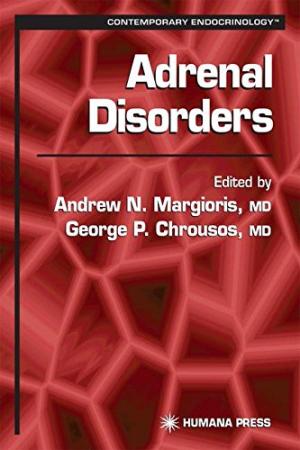 CONTEMPORARY ENDOCRINOLOGY™
Adrenal
Disorders
Edited by
Andrew N. Margioris, MD
George P. Chrousos, MD
HUMANA PRESS